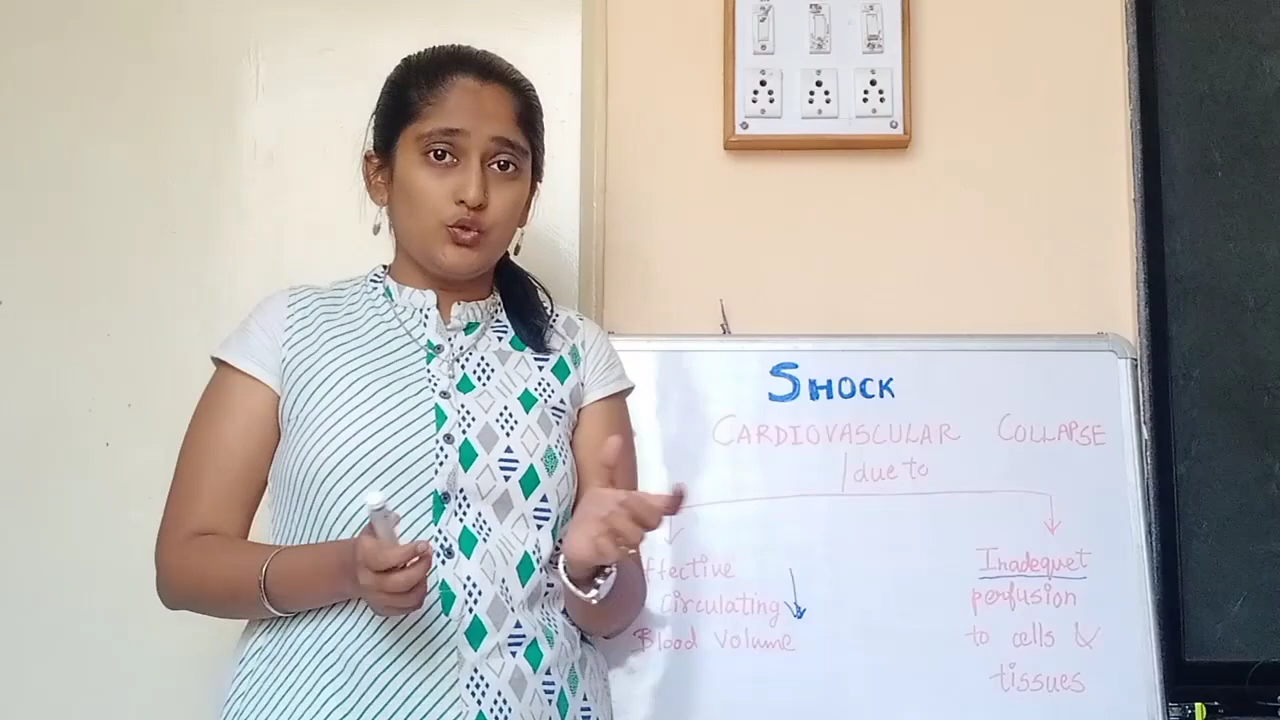 SHOCK
CARDIOVASCULAR COLLAPSE
/due to
ffective
Circulating ↓
Blood Volume
Inadequet
perfusion
to cells &
tissues